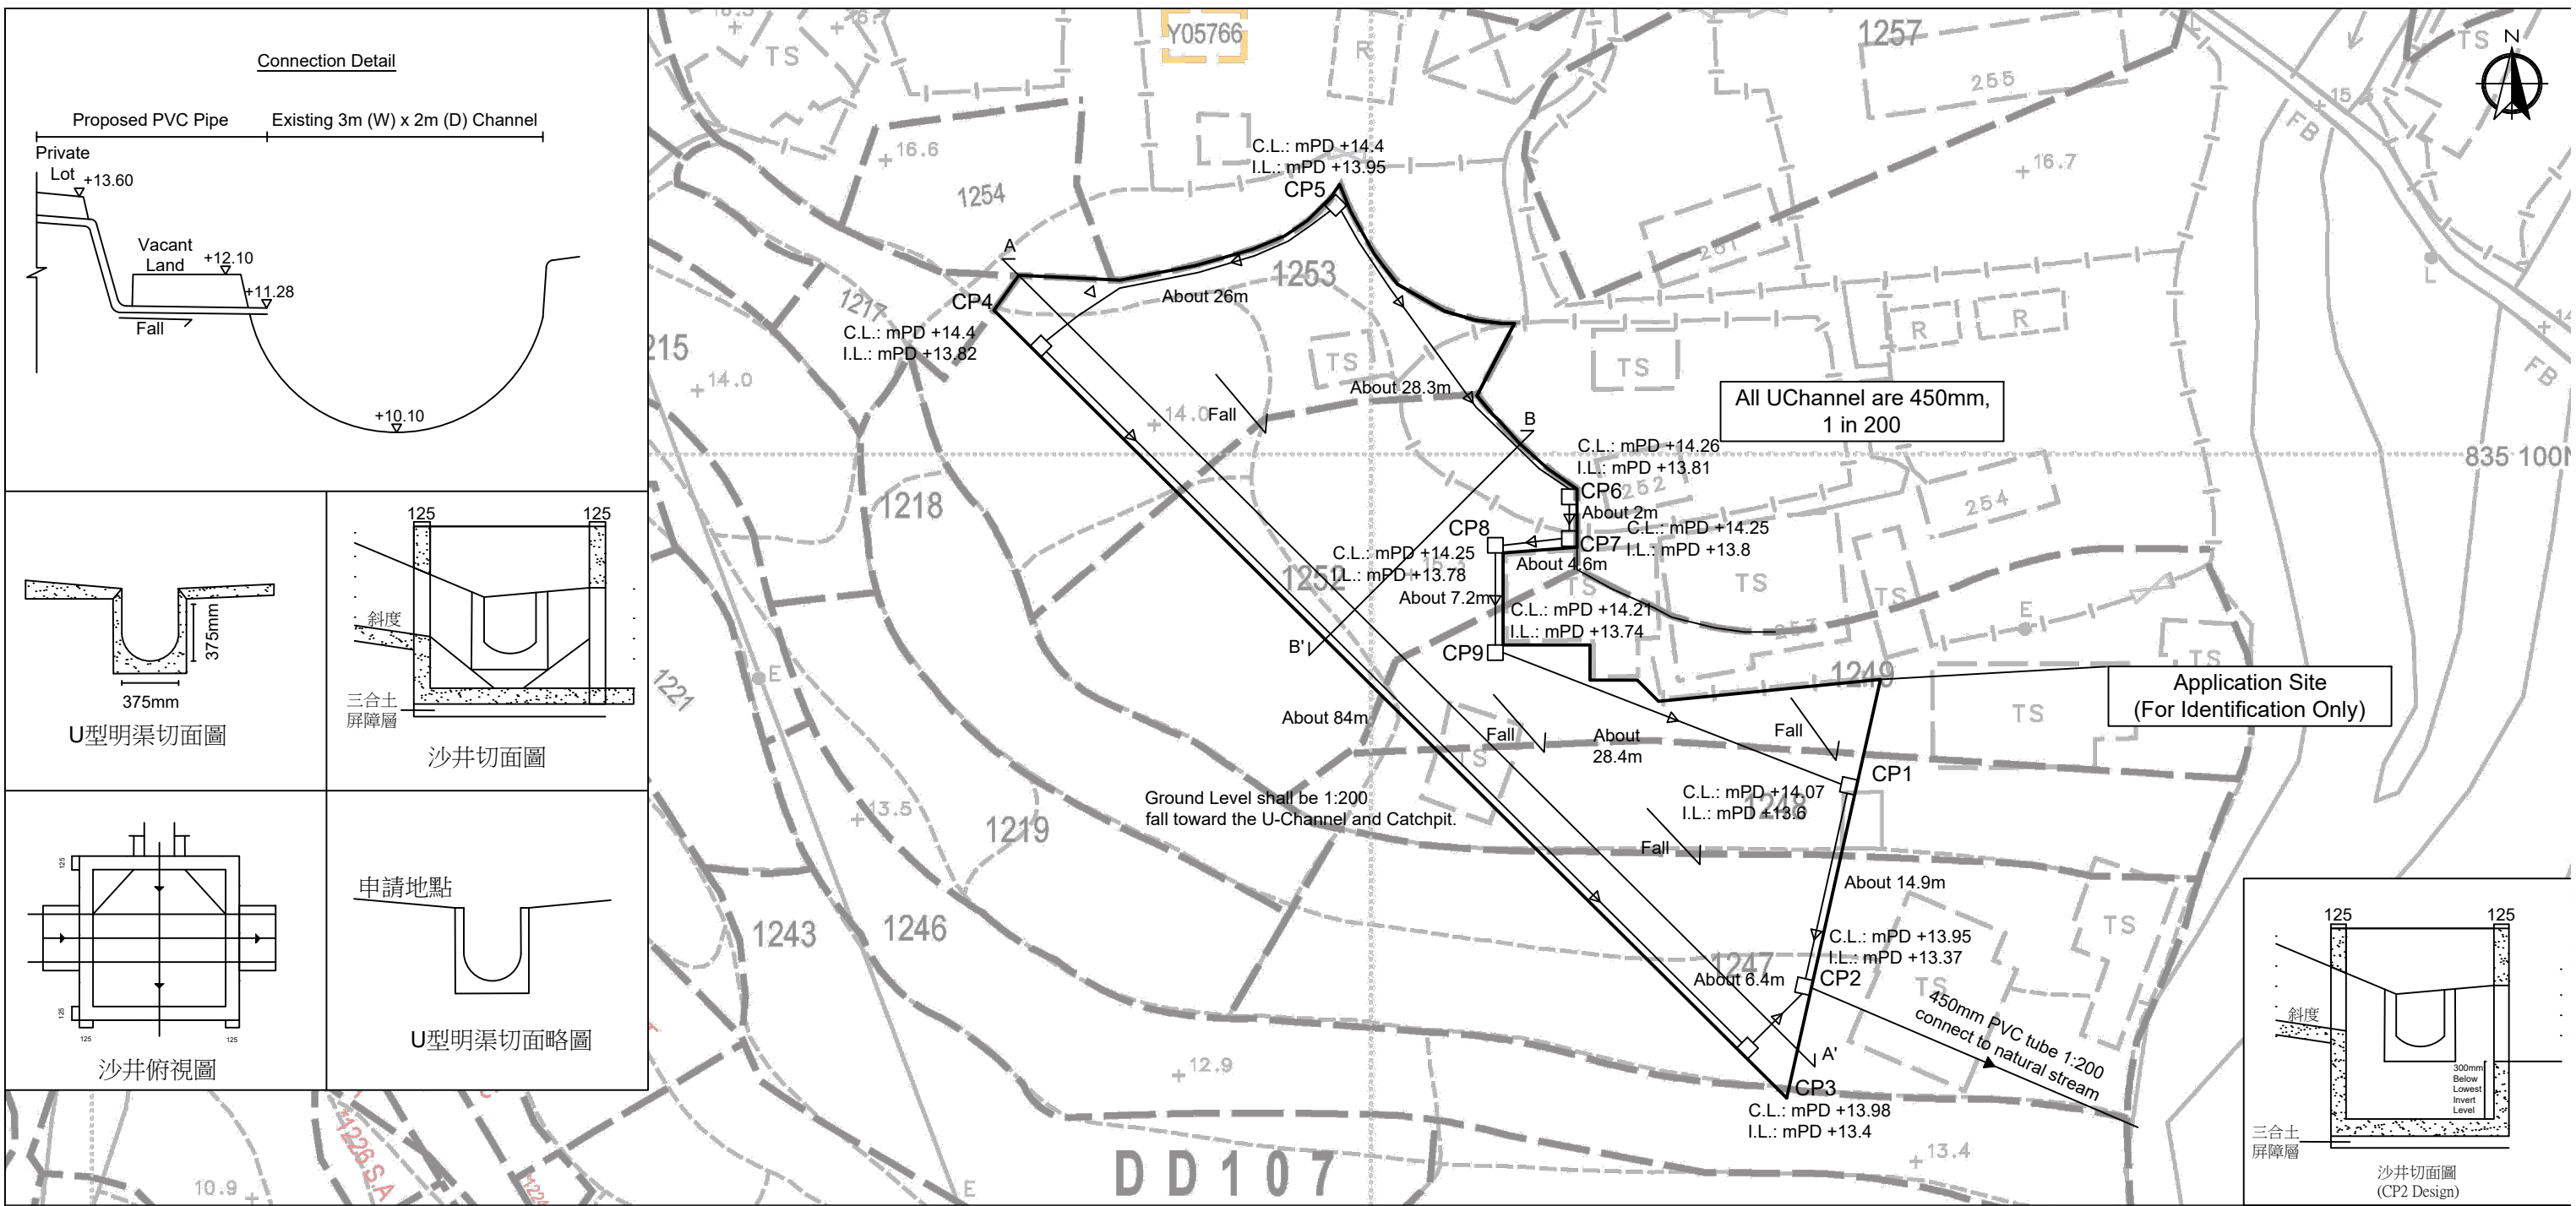 Connection Detail
Proposed PVC Pipe
Existing 3m (W) x 2m (D) Channel
Private
Lot
+13.60
Vacant
Land
+12.10
+11.28
Fall
+10.10
375mm
375mm
U型明渠切面圖
125
125
斜度
三合土
屏障層
沙井切面圖
125
125
125
125
沙井俯視圖
申請地點
U型明渠切面略圖
Y05766
1257
TS
R
TS
255
N
FB
16.6
16.7
1254
C.L.: mPD +14.4
I.L.: mPD +13.95
CP5
A
1253
About 26m
CP4
1217
C.L.: mPD +14.4
I.L.: mPD +13.82
215
14.0
TS
TS
R
R
L
FB
About 28.3m
14.0
Fall
B
All UChannel are 450mm,
1 in 200
835 100N
C.L.: mPD +14.26
I.L.: mPD +13.81
CP6
252
254
1218
About 2m
CP8
C.L.: mPD +14.25
I.L.: mPD +13.8
CP7
C.L.: mPD +14.25
I.L.: mPD +13.78
About 4.6m
1252
TS
TS
TS
About 7.2m
C.L.: mPD +14.21
I.L.: mPD +13.74
E
253
B'
CP9
1249
TS
E
1221
Application Site
(For Identification Only)
About 84m
Fall
About
28.4m
Fall
TS
TS
CP1
Ground Level shall be 1:200
fall toward the U-Channel and Catchpit.
C.L.: mPD +14.07
I.L.: mPD +13.6
1248
13.5
1219
Fall
About 14.9m
1243
1246
TS
C.L.: mPD +13.95
I.L.: mPD +13.37
1247
About 6.4m
CP2
TS
450mm PVC tube 1:200
connect to natural stream
A'
12.9
CP3
C.L.: mPD +13.98
I.L.: mPD +13.4
13.4
1226 S.A
10.9
E
DD107
125
125
斜度
300mm
Below
Lowest
Invert
Level
三合土
屏障層
沙井切面圖
(CP2 Design)